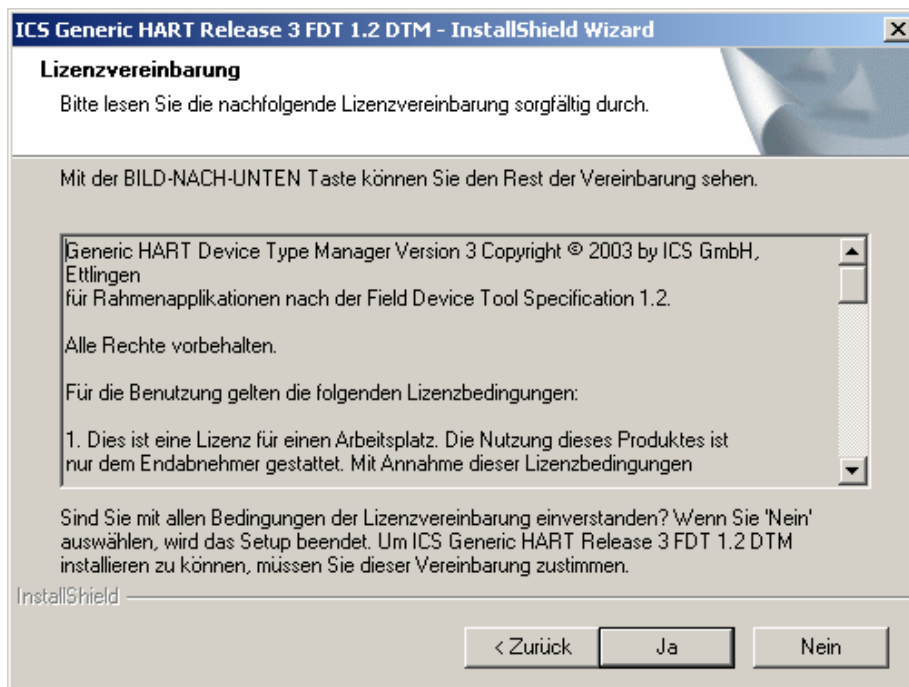 ICS Generic HART Release 3 FDT 1.2 DTM - InstallShield Wizard
Lizenzvereinbarung
Bitte lesen Sie die nachfolgende Lizenzvereinbarung sorgfältig durch.
Mit der BILD-NACH-UNTEN Taste können Sie den Rest der Vereinbarung sehen.
Generic HART Device Type Manager Version 3 Copyright © 2003 by ICS GmbH,
Ettlingen
für Rahmenapplikationen nach der Field Device Tool Specification 1.2.
Alle Rechte vorbehalten.
Für die Benutzung gelten die folgenden Lizenzbedingungen:
1. Dies ist eine Lizenz für einen Arbeitsplatz. Die Nutzung dieses Produktes ist
nur dem Endabnehmer gestattet. Mit Annahme dieser Lizenzbedingungen
Sind Sie mit allen Bedingungen der Lizenzvereinbarung einverstanden? Wenn Sie 'Nein'
auswählen, wird das Setup beendet. Um ICS Generic HART Release 3 FDT 1.2 DTM
installieren zu können, müssen Sie dieser Vereinbarung zustimmen.
InstallShield
< Zurück
Ja
Nein